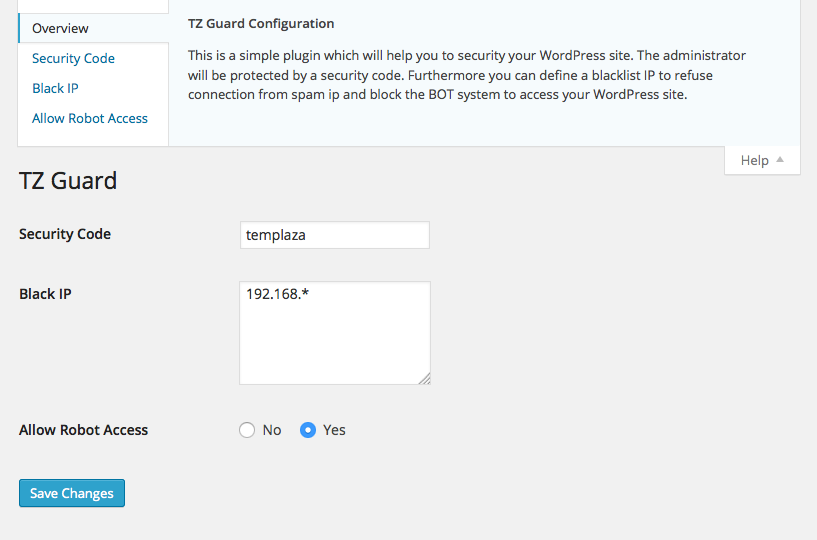 Overview
Security Code
Black IP
Allow Robot Access
TZ Guard Configuration
This is a simple plugin which will help you to security your WordPress site. The administrator
will be protected by a security code. Furthermore you can define a blacklist IP to refuse
connection from spam ip and block the BOT system to access your WordPress site.
Help
TZ Guard
Security Code
templaza
Black IP
192.168.*
Allow Robot Access
No
Yes
Save Changes